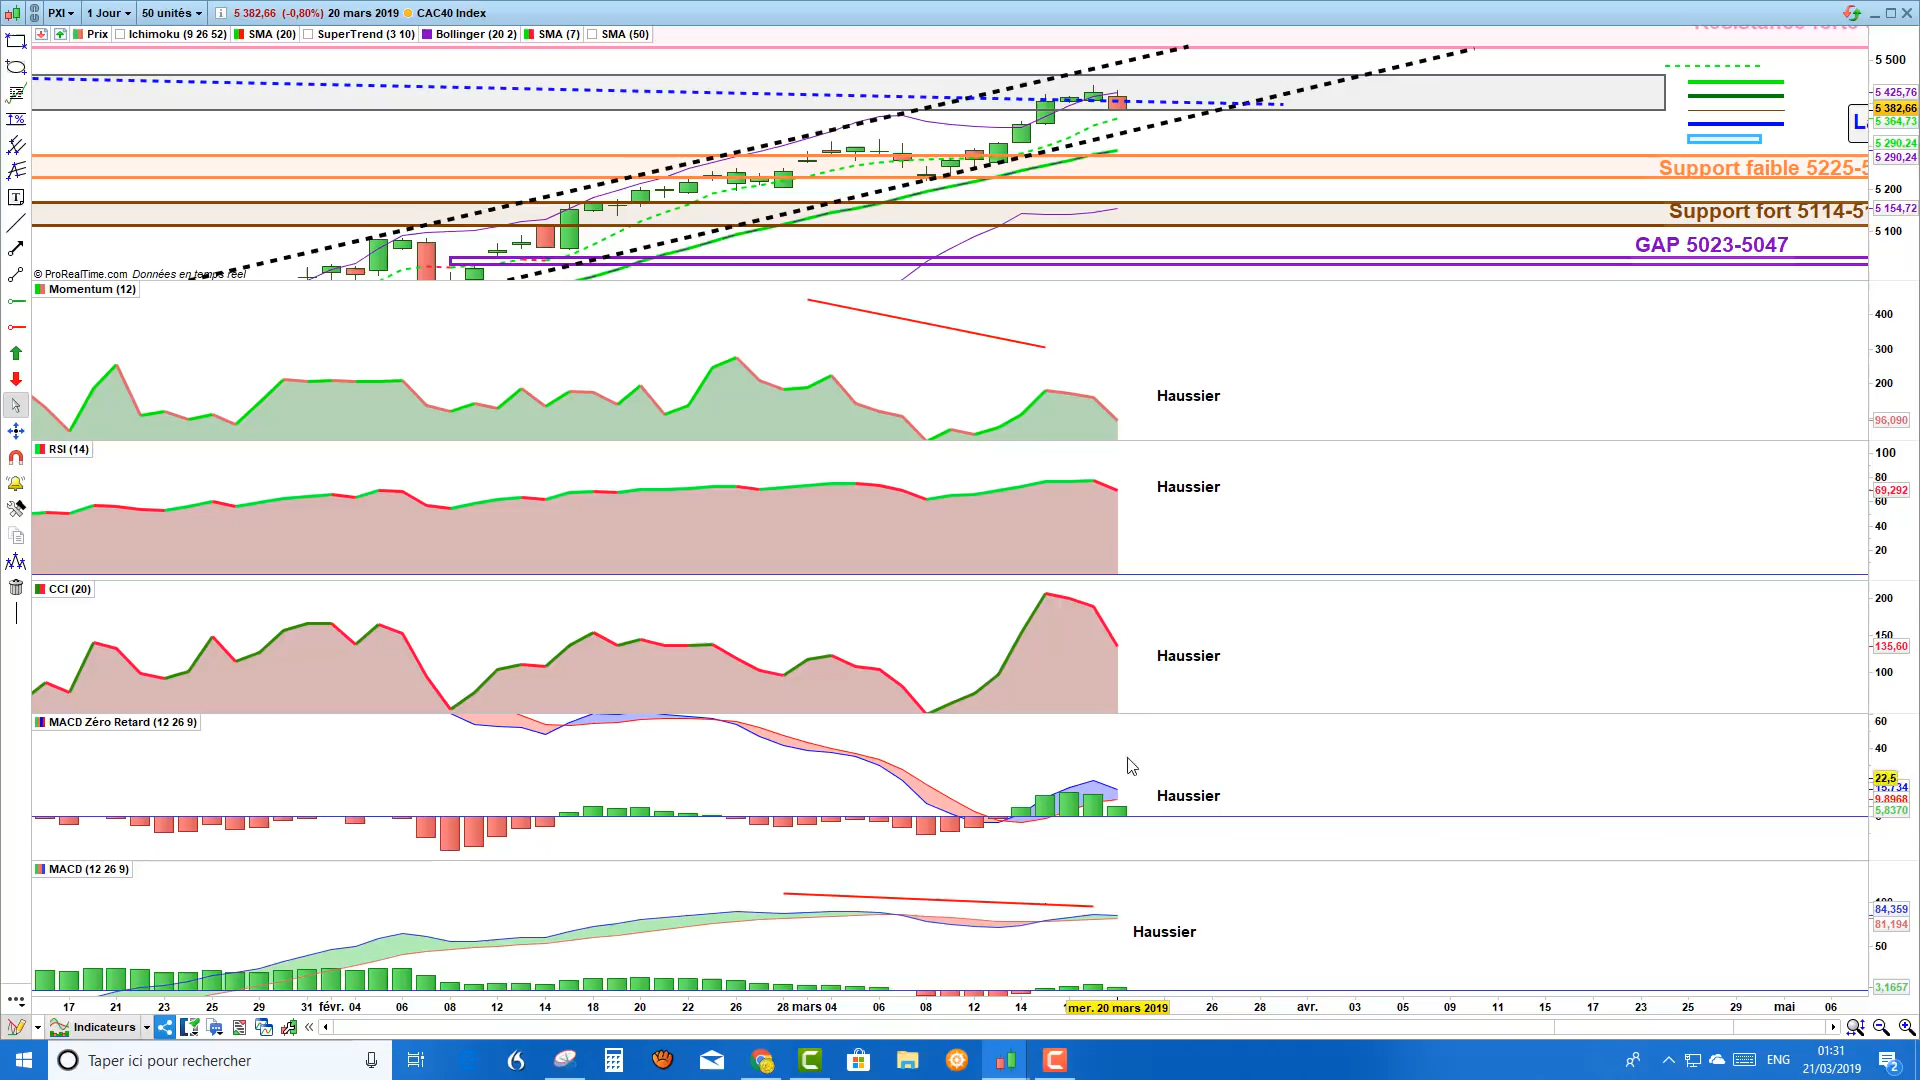 PXI 1 Jour 50 unités 5 382,66 (-0,80%) 20 mars 2019 CAC40 Index
Prix Ichimoku (9 26 52) SMA (20) SuperTrend (3 10) Bollinger (20 2) SMA (7) SMA (50)
5 500
5 425,76
5 382,66
5 364,73
5 290,24
5 290,24
Support faible 5225-5
5 200
5 154,72
Support fort 5114-5
5 100
GAP 5023-5047
© ProRealTime.com Données en temps réel
Momentum (12)
400
300
200
Haussier
96,090
RSI (14)
100
80
69,292
60
40
20
Haussier
CCI (20)
200
150
135,60
100
Haussier
MACD Zéro Retard (12 26 9)
60
40
22,5
15,734
9,8968
5,8370
Haussier
MACD (12 26 9)
84,359
81,194
50
Haussier
3,1657
17 21 23 25 29 31 févr. 04 06 08 12 14 18 20 22 26 28 mars 04 06 08 12 14 mer. 20 mars 2019 26 28 avr. 03 05 09 11 15 17 23 25 29 mai 06
Indicateurs
Taper ici pour rechercher
ENG
01:31
21/03/2019
2